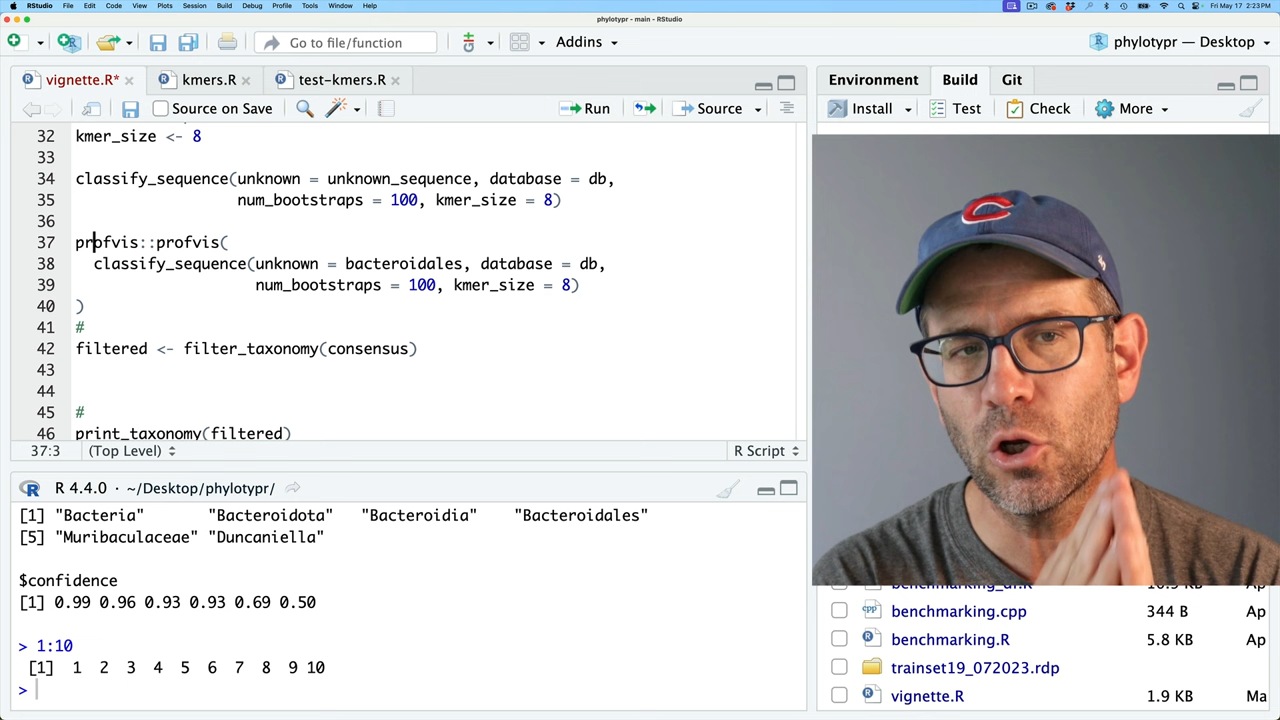 RStudio File Edit Code View Plots Session Build Debug Profile Tools Window Help Fri May 17 2:23PM
phylotypr - main - RStudio
Go to file/function Addins phylotypr — Desktop
vignette.R* kmers.R test-kmers.R Environment Build Git
Source on Save Run Source Install Test Check More
32 kmer_size <- 8
33
34 classify_sequence(unknown = unknown_sequence, database = db,
35 num_bootstraps = 100, kmer_size = 8)
36
37 profvis::profvis(
38 classify_sequence(unknown = bacteroidales, database = db,
39 num_bootstraps = 100, kmer_size = 8)
40 )
41 #
42 filtered <- filter_taxonomy(consensus)
43
44
45 #
46 print_taxonomy(filtered)
37:3 (Top Level) R Script
R 4.4.0 · ~/Desktop/phylotypr/
[1] "Bacteria" "Bacteroidota" "Bacteroidia" "Bacteroidales"
[5] "Muribaculaceae" "Duncaniella"
$confidence
[1] 0.99 0.96 0.93 0.93 0.69 0.50
> 1:10
[1] 1 2 3 4 5 6 7 8 9 10
>
benchmarking.cpp 344 B Ap
benchmarking.R 5.8 KB Ap
trainset19_072023.rdp
vignette.R 1.9 KB Ma